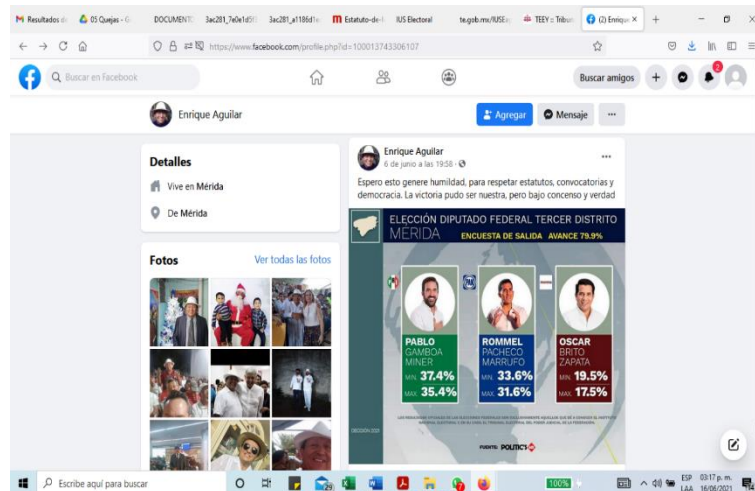 Resultados d
05 Quejas - G
DOCUMENT
3ac281_7e0e1d5f
3ac281_a1186d1e
Estatuto-de-l
IUS Electoral
te.gob.mx/IUSE
TEEY :: Tribun
(2) Enrique
https://www.facebook.com/profile.php?id=100013743306107
Buscar en Facebook
Buscar amigos
2
Enrique Aguilar
Agregar
Mensaje
Detalles
Vive en Mérida
De Mérida
Fotos
Ver todas las fotos
Enrique Aguilar
6 de junio a las 19:58
Espero esto genere humildad, para respetar estatutos, convocatorias y
democracia. La victoria pudo ser nuestra, pero bajo concenso y verdad
ELECCIÓN DIPUTADO FEDERAL TERCER DISTRITO
MÉRIDA
ENCUESTA DE SALIDA AVANCE 79.9%
PABLO
GAMBOA
MINER
MIN. 37.4%
MAX. 35.4%
ROMMEL
PACHECO
MARRUFO
MIN. 33.6%
MAX. 31.6%
OSCAR
BRITO
ZAPATA
MIN. 19.5%
MAX. 17.5%
FUENTE: POLITIC'S
Escribe aquí para buscar
100%
ESP
LAA
03:17 p. m.
16/06/2021